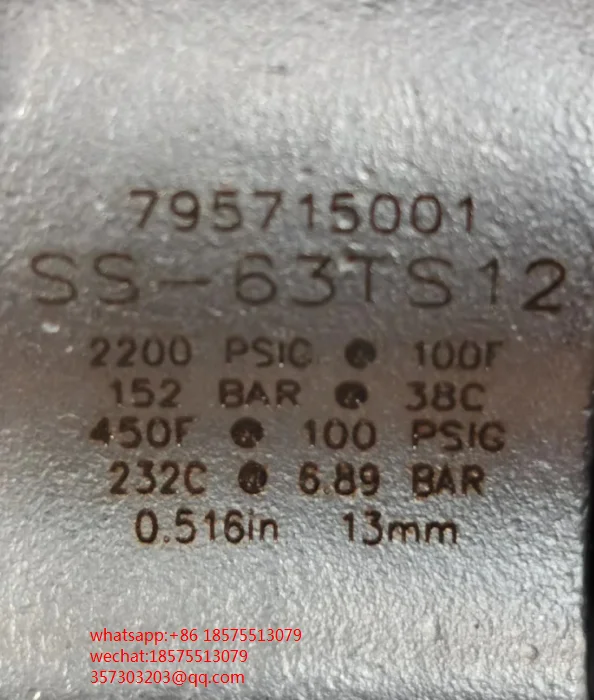 795715001
SS-63TS12
2200 PSIG @ 100F
152 BAR @ 38C
450F @ 100 PSIG
232C @ 6.89 BAR
0.516in 13mm
whatsapp:+86 18575513079
wechat:18575513079
357303203@qq.com